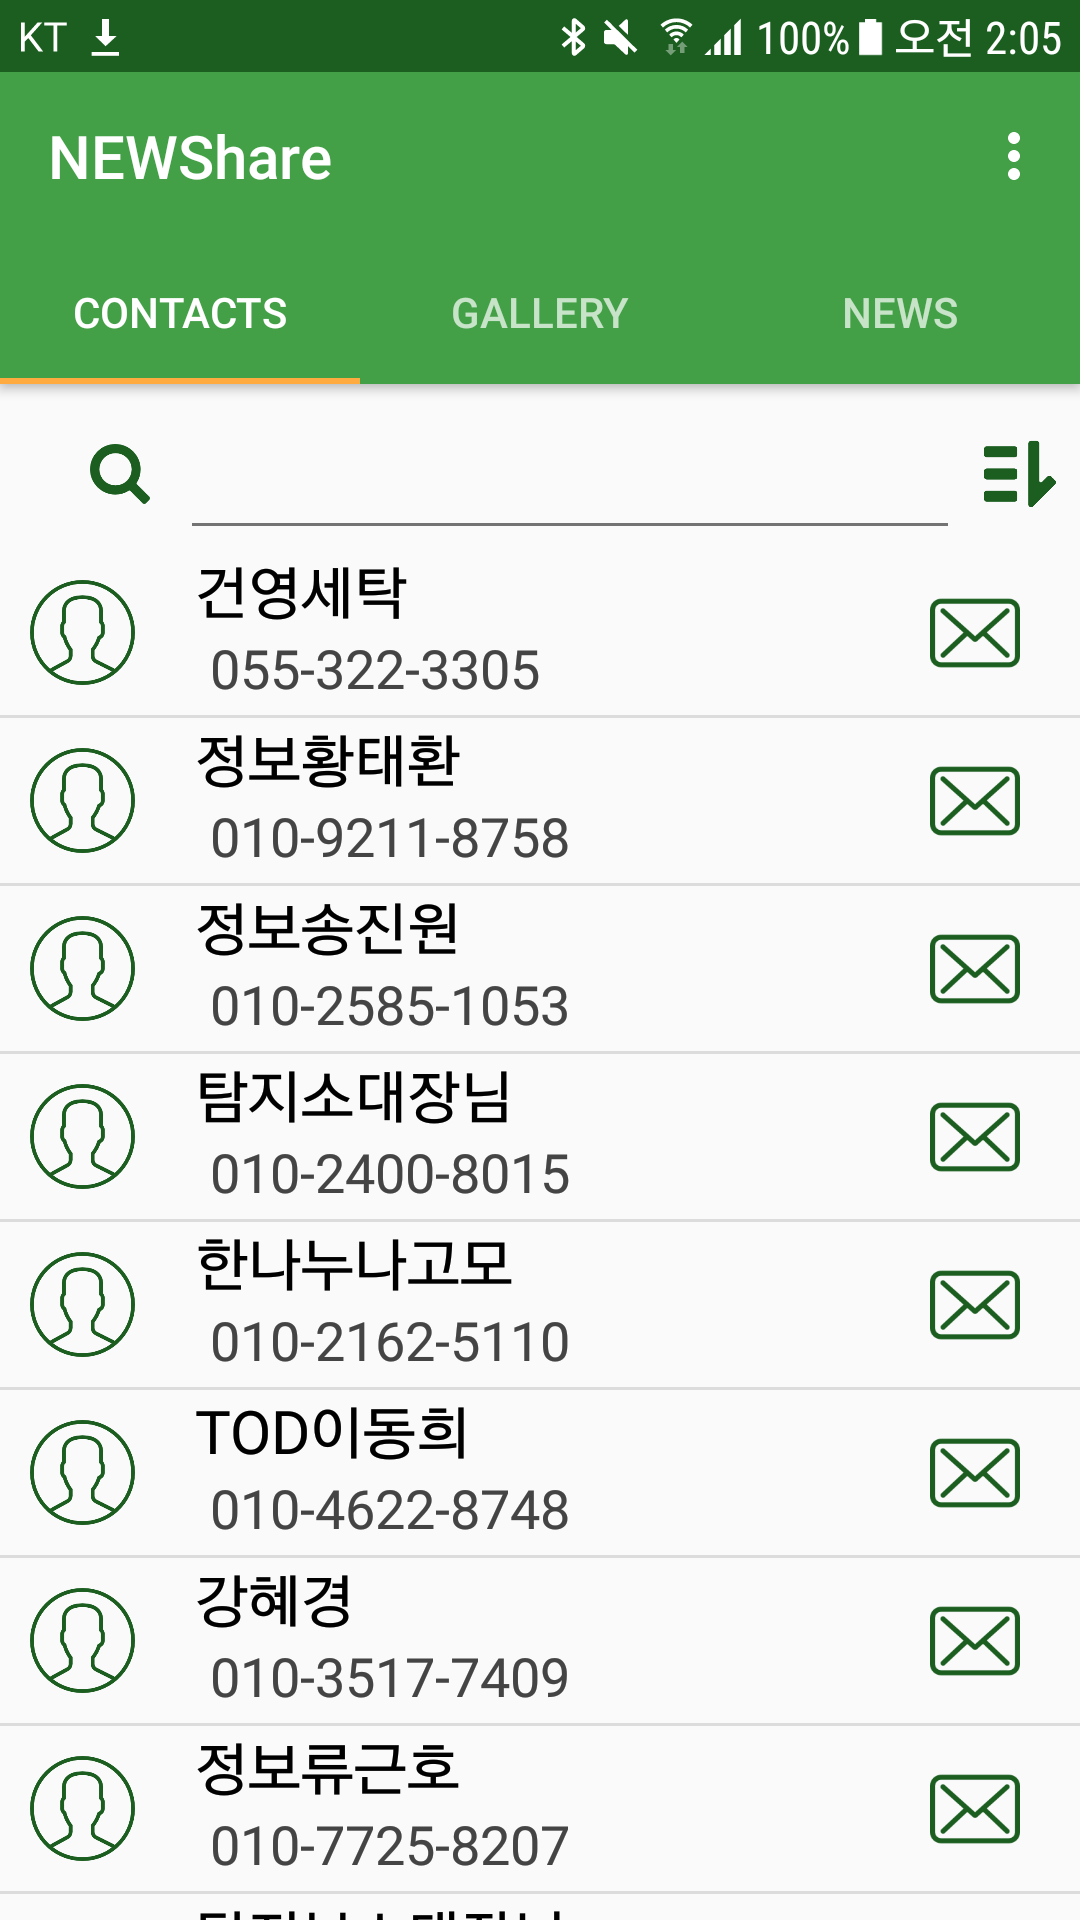 KT 100% 오전 2:05
NEWShare
CONTACTS GALLERY NEWS
건영세탁
055-322-3305
정보황태환
010-9211-8758
정보송진원
010-2585-1053
탐지소대장님
010-2400-8015
한나누나고모
010-2162-5110
TOD이동희
010-4622-8748
강혜경
010-3517-7409
정보류근호
010-7725-8207